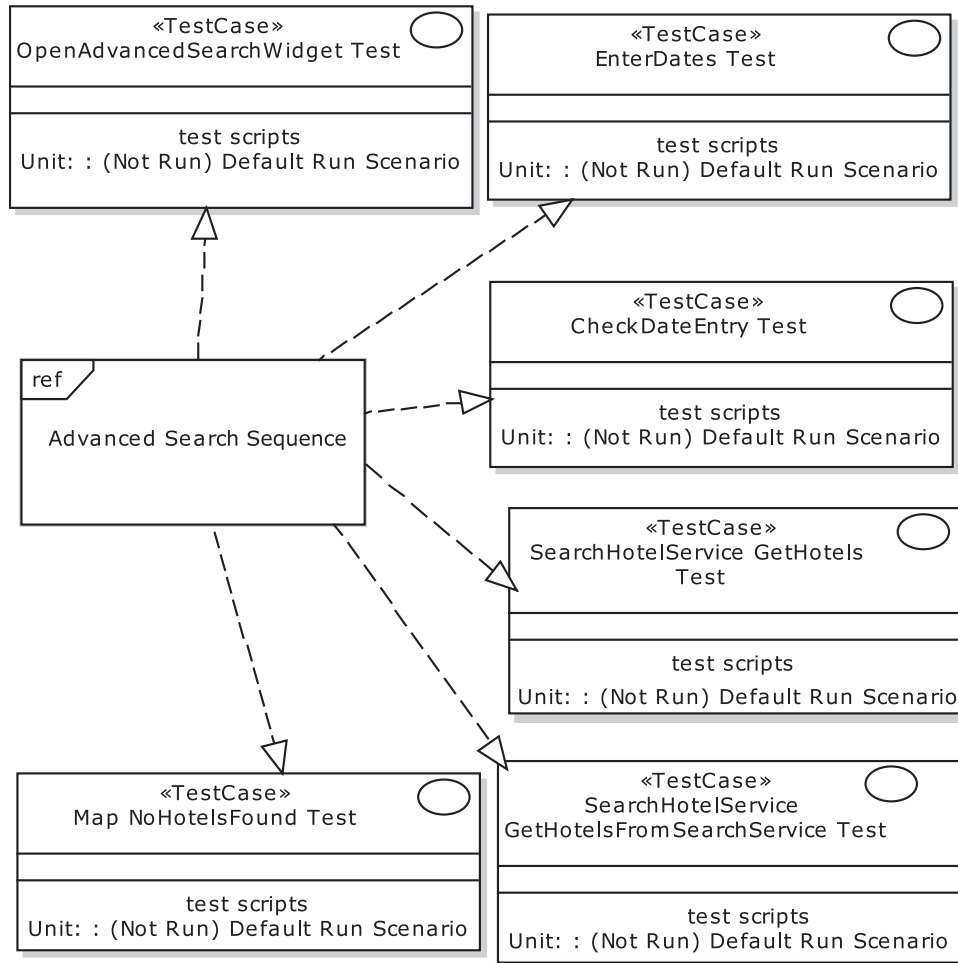 «TestCase»
OpenAdvancedSearchWidget Test
test scripts
Unit: : (Not Run) Default Run Scenario
«TestCase»
EnterDates Test
test scripts
Unit: : (Not Run) Default Run Scenario
«TestCase»
CheckDateEntry Test
test scripts
Unit: : (Not Run) Default Run Scenario
ref
Advanced Search Sequence
«TestCase»
SearchHotelService GetHotels
Test
test scripts
Unit: : (Not Run) Default Run Scenario
«TestCase»
Map NoHotelsFound Test
test scripts
Unit: : (Not Run) Default Run Scenario
«TestCase»
SearchHotelService
GetHotelsFromSearchService Test
test scripts
Unit: : (Not Run) Default Run Scenario